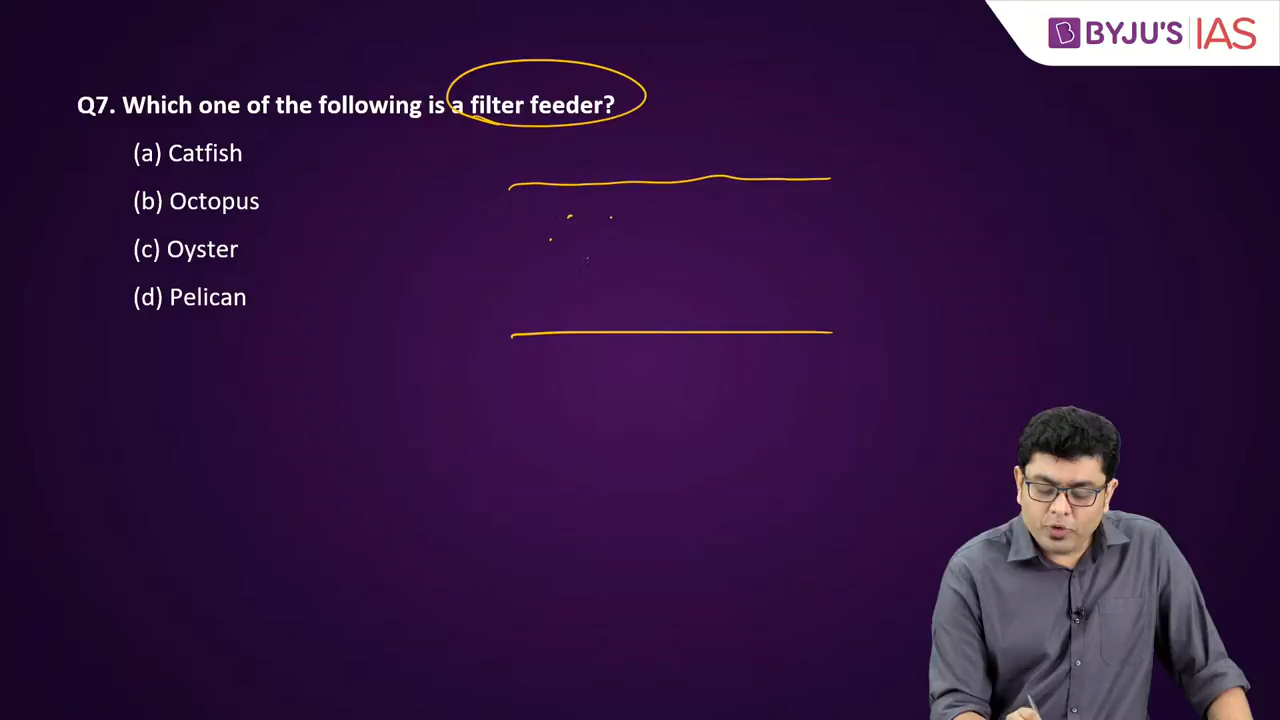 BYJU'S IAS
Q7. Which one of the following is a filter feeder?
(a) Catfish
(b) Octopus
(c) Oyster
(d) Pelican